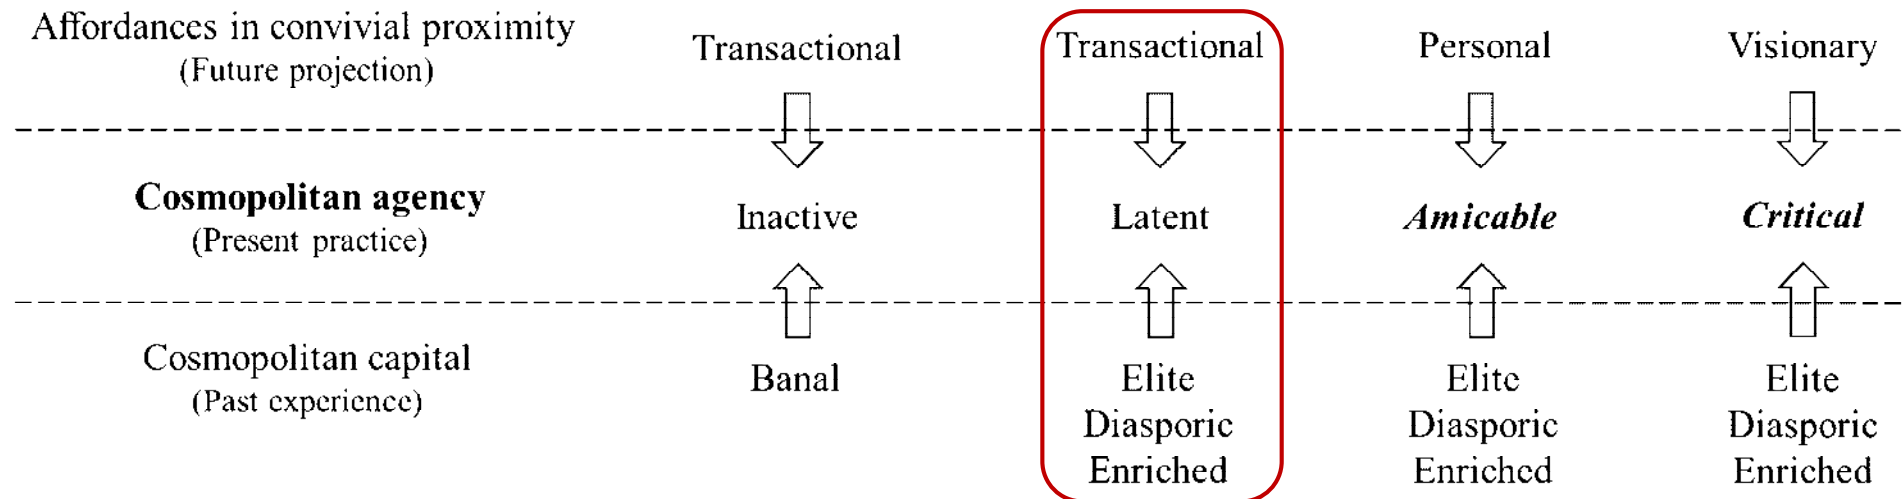 Affordances in convivial proximity
(Future projection)
Transactional
Transactional
Personal
Visionary
Cosmopolitan agency
(Present practice)
Inactive
Latent
Amicable
Critical
Cosmopolitan capital
(Past experience)
Banal
Elite
Diasporic
Enriched
Elite
Diasporic
Enriched
Elite
Diasporic
Enriched